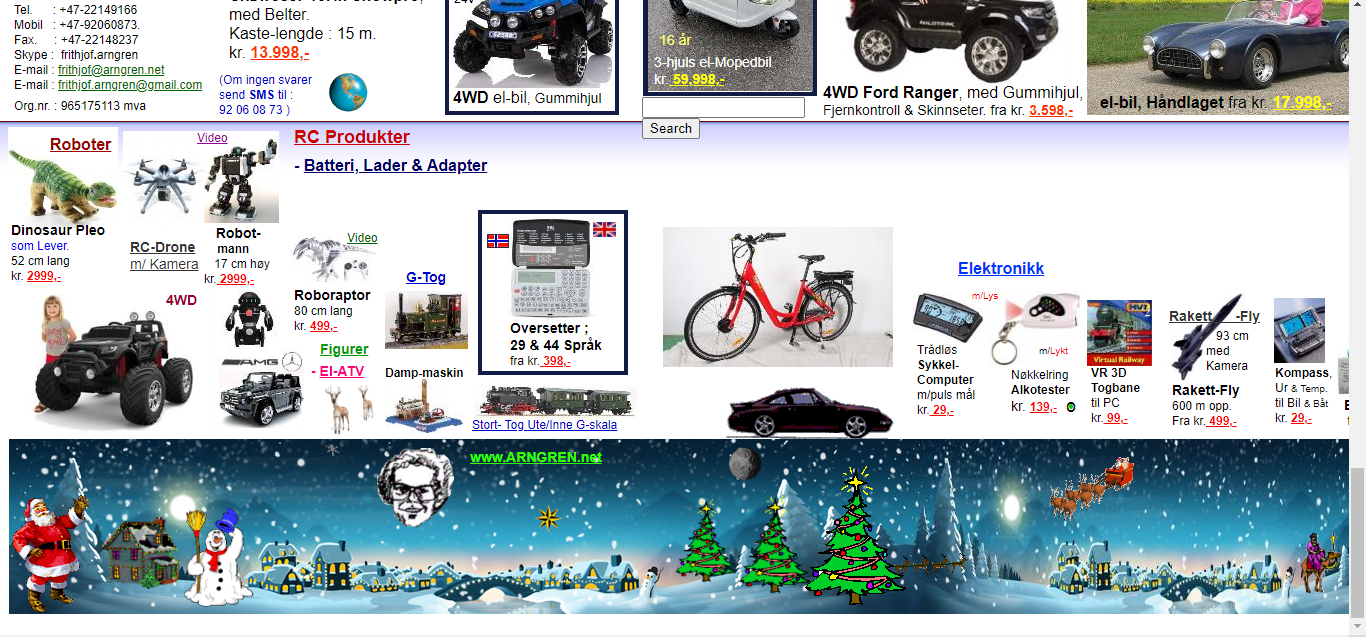 Tel. : +47-22149166
Mobil : +47-92060873.
Fax. : +47-22148237
Skype : frithjof.arngren
E-mail : frithjof@arngren.net
E-mail : frithjof.arngren@gmail.com
Org.nr. : 965175113 mva
med Belter.
Kaste-lengde : 15 m.
kr. 13.998,-
(Om ingen svarer
send SMS til :
92 06 08 73 )
24V
4WD el-bil, Gummihjul
16 år
3-hjuls el-Mopedbil
kr. 59,998,-
Search
4WD Ford Ranger, med Gummihjul,
Fjernkontroll & Skinnseter. fra kr. 3.598,-
el-bil, Håndlaget fra kr. 17.998,-
Roboter
Dinosaur Pleo
som Lever.
52 cm lang
kr. 2999,-
Video
RC-Drone
m/ Kamera
Robot-
mann
17 cm høy
kr. 2999,-
RC Produkter
- Batteri, Lader & Adapter
Video
Roboraptor
80 cm lang
kr. 499,-
G-Tog
Oversetter ;
29 & 44 Språk
fra kr. 398,-
4WD
AMG
Figurer
- El-ATV
Damp-maskin
Stort- Tog Ute/Inne G-skala
Elektronikk
m/Lys
Trådløs
Sykkel-
Computer
m/puls mål
kr. 29,-
m/Lykt
Nøkkelring
Alkotester
kr. 139,-
Virtual Railway
VR 3D
Togbane
til PC
kr. 99,-
Rakett -Fly
93 cm
med
Kamera
Rakett-Fly
600 m opp.
Fra kr. 499,-
Kompass,
Ur & Temp.
til Bil & Båt
kr. 29,-
www.ARNGREN.net